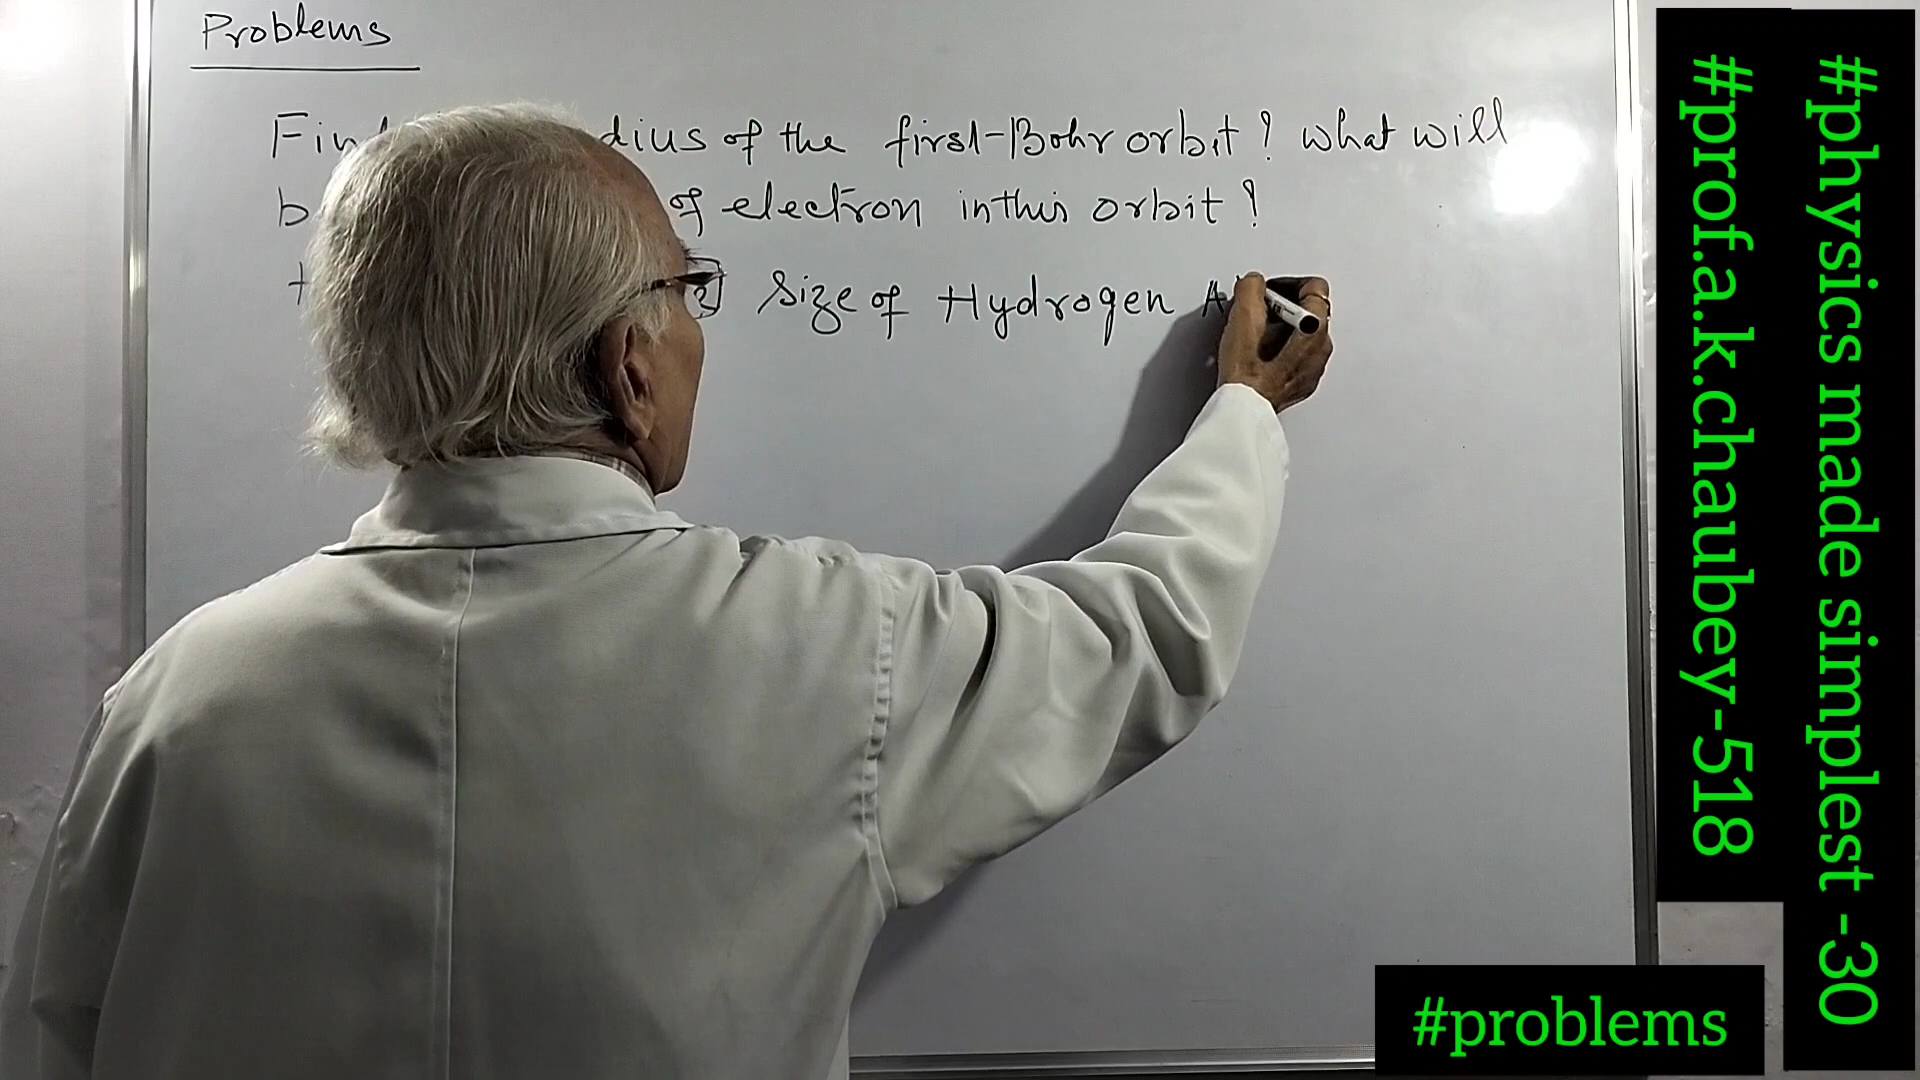 Problems
dius of the first-Bohr orbit? What will
b of electron in this orbit?
Size of Hydrogen A
#prof.a.k.chaubey-518
#physics made simplest -30
#problems